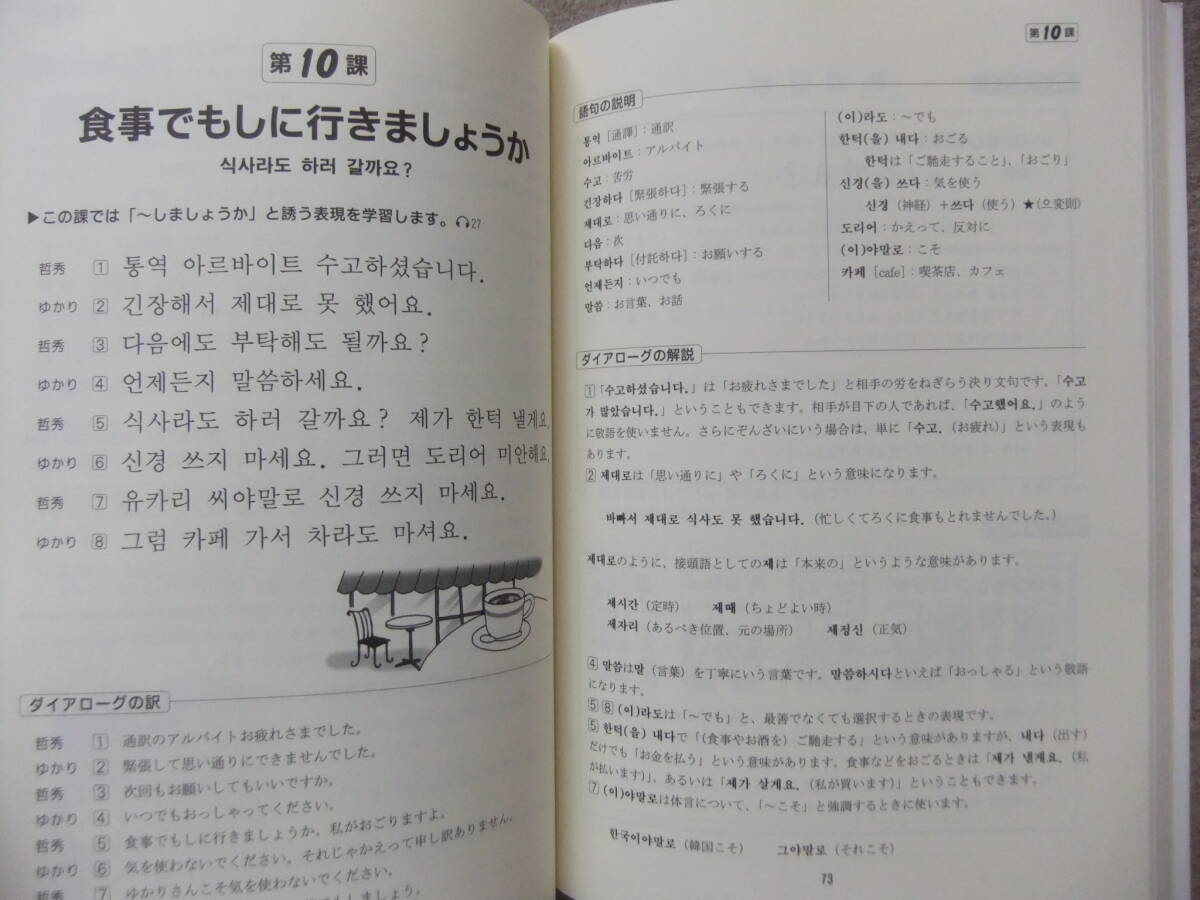 第10課
食事でもしに行きましょうか
식사라도 하러 갈까요?
▶この課では「〜しましょうか」と誘う表現を学習します。🎧27
哲秀 1 통역 아르바이트 수고하셨습니다.
ゆかり 2 긴장해서 제대로 못 했어요.
哲秀 3 다음에도 부탁해도 될까요?
ゆかり 4 언제든지 말씀하세요.
哲秀 5 식사라도 하러 갈까요? 제가 한턱 낼게요.
ゆかり 6 신경 쓰지 마세요. 그러면 도리어 미안해요.
哲秀 7 유카리 씨야말로 신경 쓰지 마세요.
ゆかり 8 그럼 카페 가서 차라도 마셔요.
ダイアローグの訳
哲秀 1 通訳のアルバイトお疲れさまでした。
ゆかり 2 緊張して思い通りにできませんでした。
哲秀 3 次回もお願いしてもいいですか。
ゆかり 4 いつでもおっしゃってください。
哲秀 5 食事でもしに行きましょうか。私がおごりますよ。
ゆかり 6 気を使わないでください。それじゃかえって申し訳ありません。
哲秀 7 ゆかりさんこそ気を使わないでください。
でもしましょう。
第10課
語句の説明
통역［通譯］：通訳
아르바이트：アルバイト
수고：苦労
긴장하다［緊張하다］：緊張する
제대로：思い通りに、ろくに
다음：次
부탁하다［付託하다］：お願いする
언제든지：いつでも
말씀：お言葉、お話
(이)라도：〜でも
한턱(을) 내다：おごる
한턱は「ご馳走すること」、「おごり」
신경(을) 쓰다：気を使う
신경（神経）＋쓰다（使う）★(으変則)
도리어：かえって、反対に
(이)야말로：こそ
카페［cafe］：喫茶店、カフェ
ダイアローグの解説
1「수고하셨습니다.」は「お疲れさまでした」と相手の労をねぎらう決り文句です。「수고
가 많았습니다.」ということもできます。相手が目下の人であれば、「수고했어요.」のよう
に敬語を使いません。さらにぞんざいにいう場合は、単に「수고.（お疲れ）」という表現も
あります。
2 제대로は「思い通りに」や「ろくに」という意味になります。
바빠서 제대로 식사도 못 했습니다.（忙しくてろくに食事もとれませんでした。）
제대로のように、接頭語としての제は「本来の」というような意味があります。
제시간（定時） 제때（ちょどよい時）
제자리（あるべき位置、元の場所） 제정신（正気）
4 말씀は말（言葉）を丁寧にいう言葉です。말씀하시다といえば「おっしゃる」という敬語
になります。
5 8 (이)라도は「〜でも」と、最善でなくても選択するときの表現です。
5 한턱(을) 내다で「（食事やお酒を）ご馳走する」という意味がありますが、내다（出す）
だけでも「お金を払う」という意味があります。食事などをおごるときは「제가 낼게요.（私
が払います）」、あるいは「제가 살게요.（私が買います）」ということもできます。
7 (이)야말로は体言について、「〜こそ」と強調するときに使います。
한국이야말로（韓国こそ） 그야말로（それこそ）
73